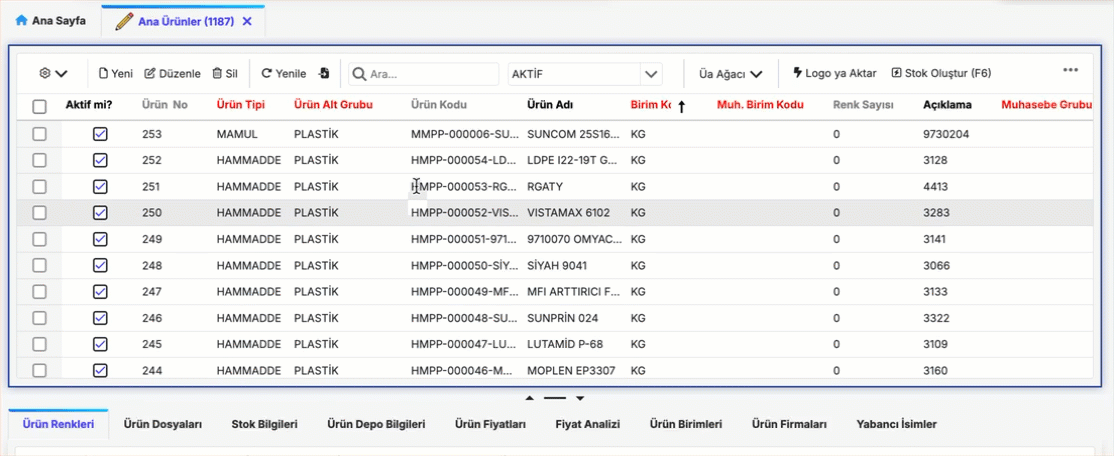 Ana Sayfa Ana Ürünler (1187)
Yeni Düzenle Sil Yenile Ara... AKTİF Üa Ağacı Logo ya Aktar Stok Oluştur (F6)
Aktif mi? Ürün No Ürün Tipi Ürün Alt Grubu Ürün Kodu Ürün Adı Birim Kc Muh. Birim Kodu Renk Sayısı Açıklama Muhasebe Grubu
253 MAMUL PLASTİK MMPP-000006-SU... SUNCOM 25S16... KG 0 9730204
252 HAMMADDE PLASTİK HMPP-000054-LD... LDPE I22-19T G... KG 0 3128
251 HAMMADDE PLASTİK HMPP-000053-RG... RGATY KG 0 4413
250 HAMMADDE PLASTİK HMPP-000052-VIS... VISTAMAX 6102 KG 0 3283
249 HAMMADDE PLASTİK HMPP-000051-971... 9710070 OMYAC... KG 0 3141
248 HAMMADDE PLASTİK HMPP-000050-SİY... SİYAH 9041 KG 0 3066
247 HAMMADDE PLASTİK HMPP-000049-MF... MFI ARTTIRICI F... KG 0 3133
246 HAMMADDE PLASTİK HMPP-000048-SU... SUNPRİN 024 KG 0 3322
245 HAMMADDE PLASTİK HMPP-000047-LU... LUTAMİD P-68 KG 0 3109
244 HAMMADDE PLASTİK HMPP-000046-M... MOPLEN EP3307 KG 0 3160
Ürün Renkleri Ürün Dosyaları Stok Bilgileri Ürün Depo Bilgileri Ürün Fiyatları Fiyat Analizi Ürün Birimleri Ürün Firmaları Yabancı İsimler